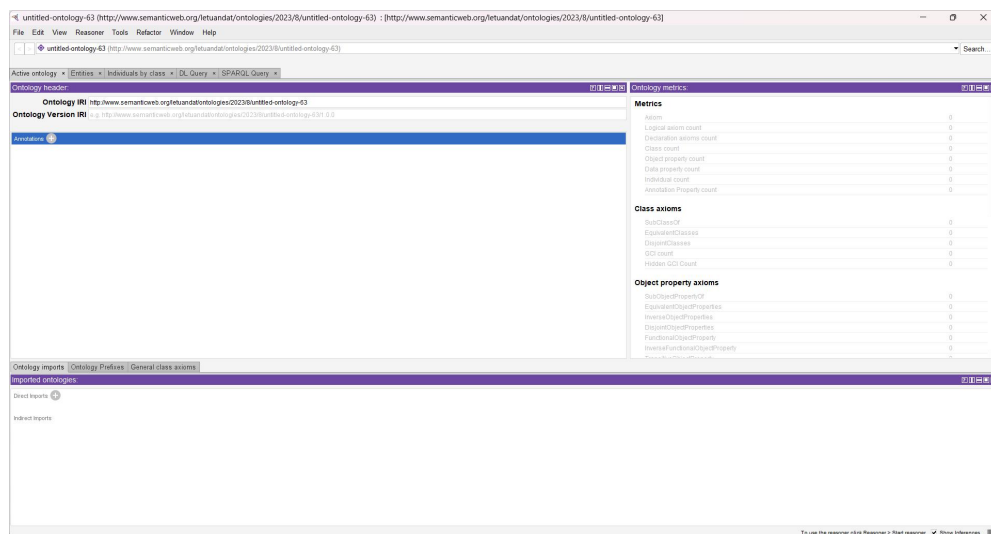 untitled-ontology-63 (http://www.semanticweb.org/letuandat/ontologies/2023/8/untitled-ontology-63) : [http://www.semanticweb.org/letuandat/ontologies/2023/8/untitled-ontology-63]
File Edit View Reasoner Tools Refactor Window Help
untitled-ontology-63 (http://www.semanticweb.org/letuandat/ontologies/2023/8/untitled-ontology-63)
Search...
Active ontology × Entities × Individuals by class × DL Query × SPARQL Query ×
Ontology header:
Ontology IRI http://www.semanticweb.org/letuandat/ontologies/2023/8/untitled-ontology-63
Ontology Version IRI e.g. http://www.semanticweb.org/letuandat/ontologies/2023/8/untitled-ontology-63/1.0.0
Annotations
Ontology metrics:
Metrics
Axiom 0
Logical axiom count 0
Declaration axioms count 0
Class count 0
Object property count 0
Data property count 0
Individual count 0
Annotation Property count 0
Class axioms
SubClassOf 0
EquivalentClasses 0
DisjointClasses 0
GCI count 0
Hidden GCI Count 0
Object property axioms
SubObjectPropertyOf 0
EquivalentObjectProperties 0
InverseObjectProperties 0
DisjointObjectProperties 0
FunctionalObjectProperty 0
InverseFunctionalObjectProperty 0
Ontology imports Ontology Prefixes General class axioms
Imported ontologies:
Direct Imports
Indirect Imports
To use the reasoner click Reasoner > Start reasoner ✓ Show Inferences